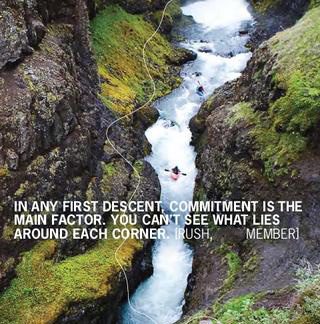 IN ANY FIRST DESCENT, COMMITMENT IS THE
MAIN FACTOR. YOU CAN'T SEE WHAT LIES
AROUND EACH CORNER. [RUSH, MEMBER]